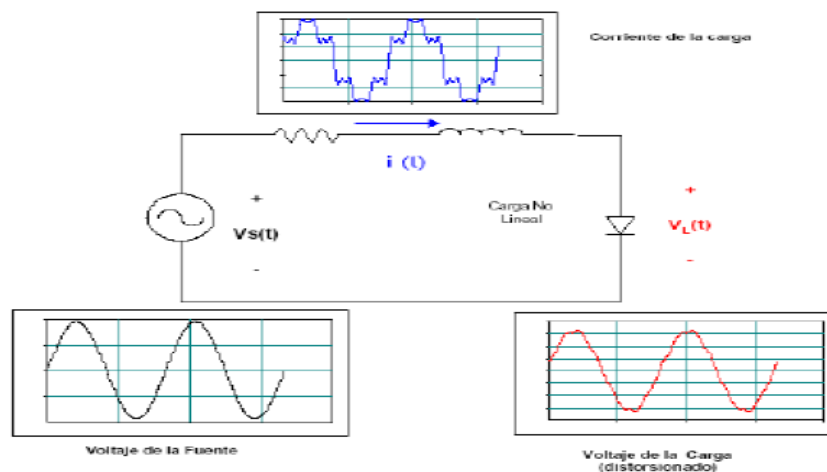 Corriente de la carga
i (t)
+
Vs(t)
-
Carga No
Lineal
+
VL(t)
-
Voltaje de la Fuente
Voltaje de la Carga
(distorsionado)